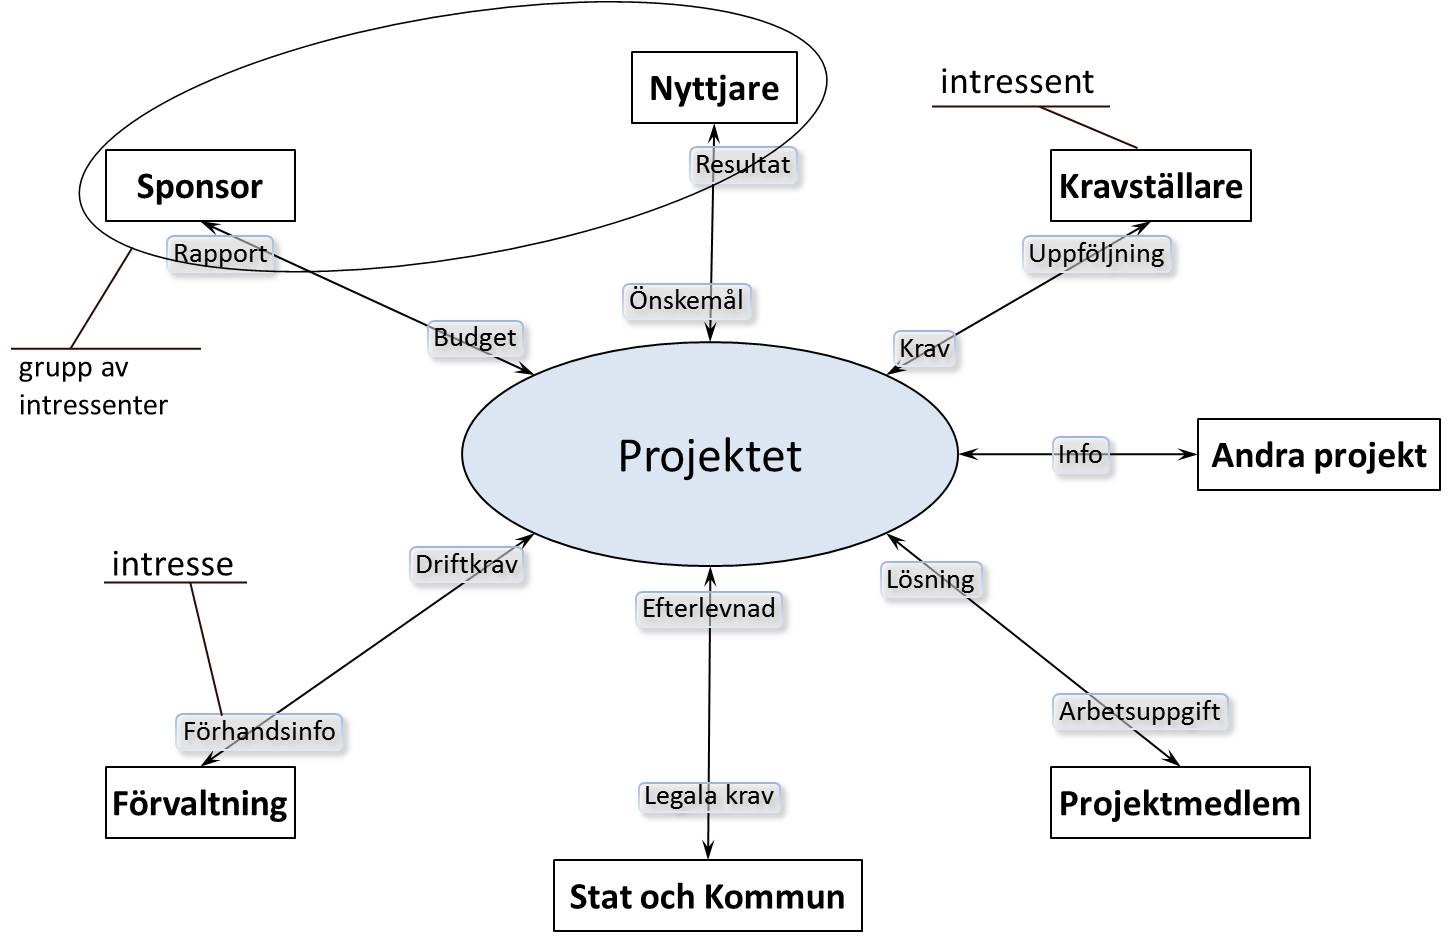 Nyttjare
intressent
Resultat
Sponsor
Kravställare
Rapport
Uppföljning
Önskemål
Budget
Krav
grupp av
intressenter
Projektet
Info
Andra projekt
intresse
Driftkrav
Lösning
Efterlevnad
Förhandsinfo
Arbetsuppgift
Legala krav
Förvaltning
Projektmedlem
Stat och Kommun